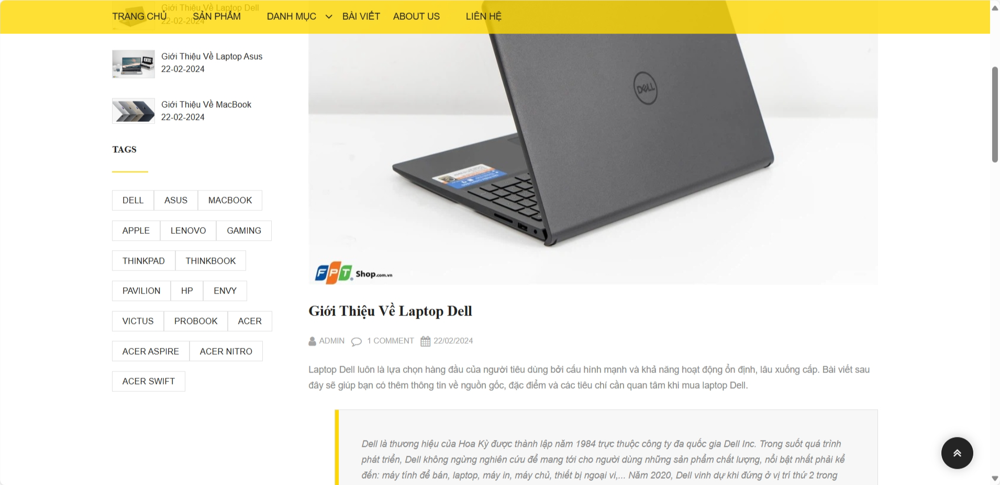 Giới Thiệu Về Laptop Dell
22-02-2024
TRANG CHỦ SẢN PHẨM DANH MỤC BÀI VIẾT ABOUT US LIÊN HỆ
Giới Thiệu Về Laptop Asus
22-02-2024
Giới Thiệu Về MacBook
22-02-2024
TAGS
DELL ASUS MACBOOK
APPLE LENOVO GAMING
THINKPAD THINKBOOK
PAVILION HP ENVY
VICTUS PROBOOK ACER
ACER ASPIRE ACER NITRO
ACER SWIFT
DELL
FPT. Shop.com.vn
Giới Thiệu Về Laptop Dell
ADMIN 1 COMMENT 22/02/2024
Laptop Dell luôn là lựa chọn hàng đầu của người tiêu dùng bởi cấu hình mạnh và khả năng hoạt động ổn định, lâu xuống cấp. Bài viết sau
đây sẽ giúp bạn có thêm thông tin về nguồn gốc, đặc điểm và các tiêu chí cần quan tâm khi mua laptop Dell.
Dell là thương hiệu của Hoa Kỳ được thành lập năm 1984 trực thuộc công ty đa quốc gia Dell Inc. Trong suốt quá trình
phát triển, Dell không ngừng nghiên cứu để mang tới cho người dùng những sản phẩm chất lượng, nổi bật nhất phải kể
đến: máy tính để bán, laptop, máy in, máy chủ, thiết bị ngoại vi,... Năm 2020, Dell vinh dự khi đứng ở vị trí thứ 2 trong